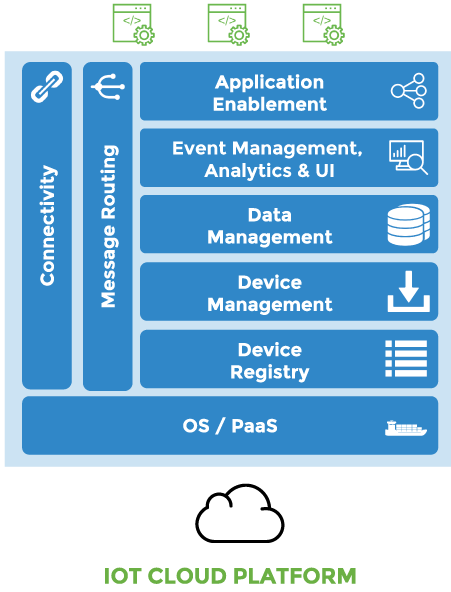 Connectivity
Message Routing
Application
Enablement
Event Management,
Analytics & UI
Data
Management
Device
Management
Device
Registry
OS / PaaS
IOT CLOUD PLATFORM